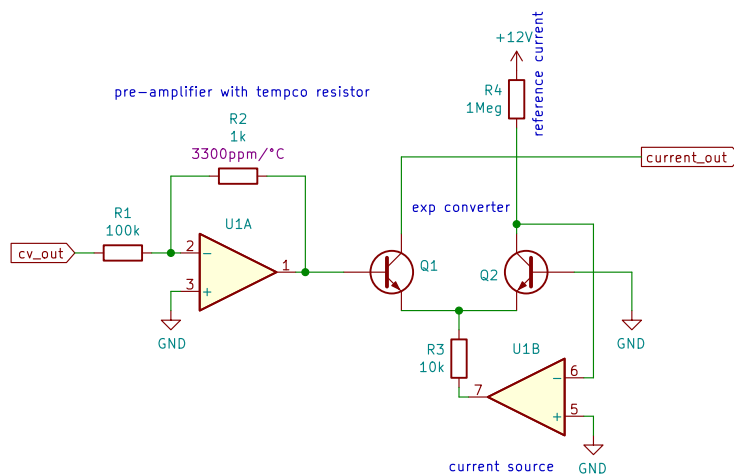 +12V
reference current
R4
1Meg
pre-amplifier with tempco resistor
R2
1k
3300ppm/°C
current_out
exp converter
R1
100k
U1A
cv_out
2
-
1
3
+
Q1
Q2
GND
GND
R3
10k
U1B
6
-
7
5
+
GND
current source